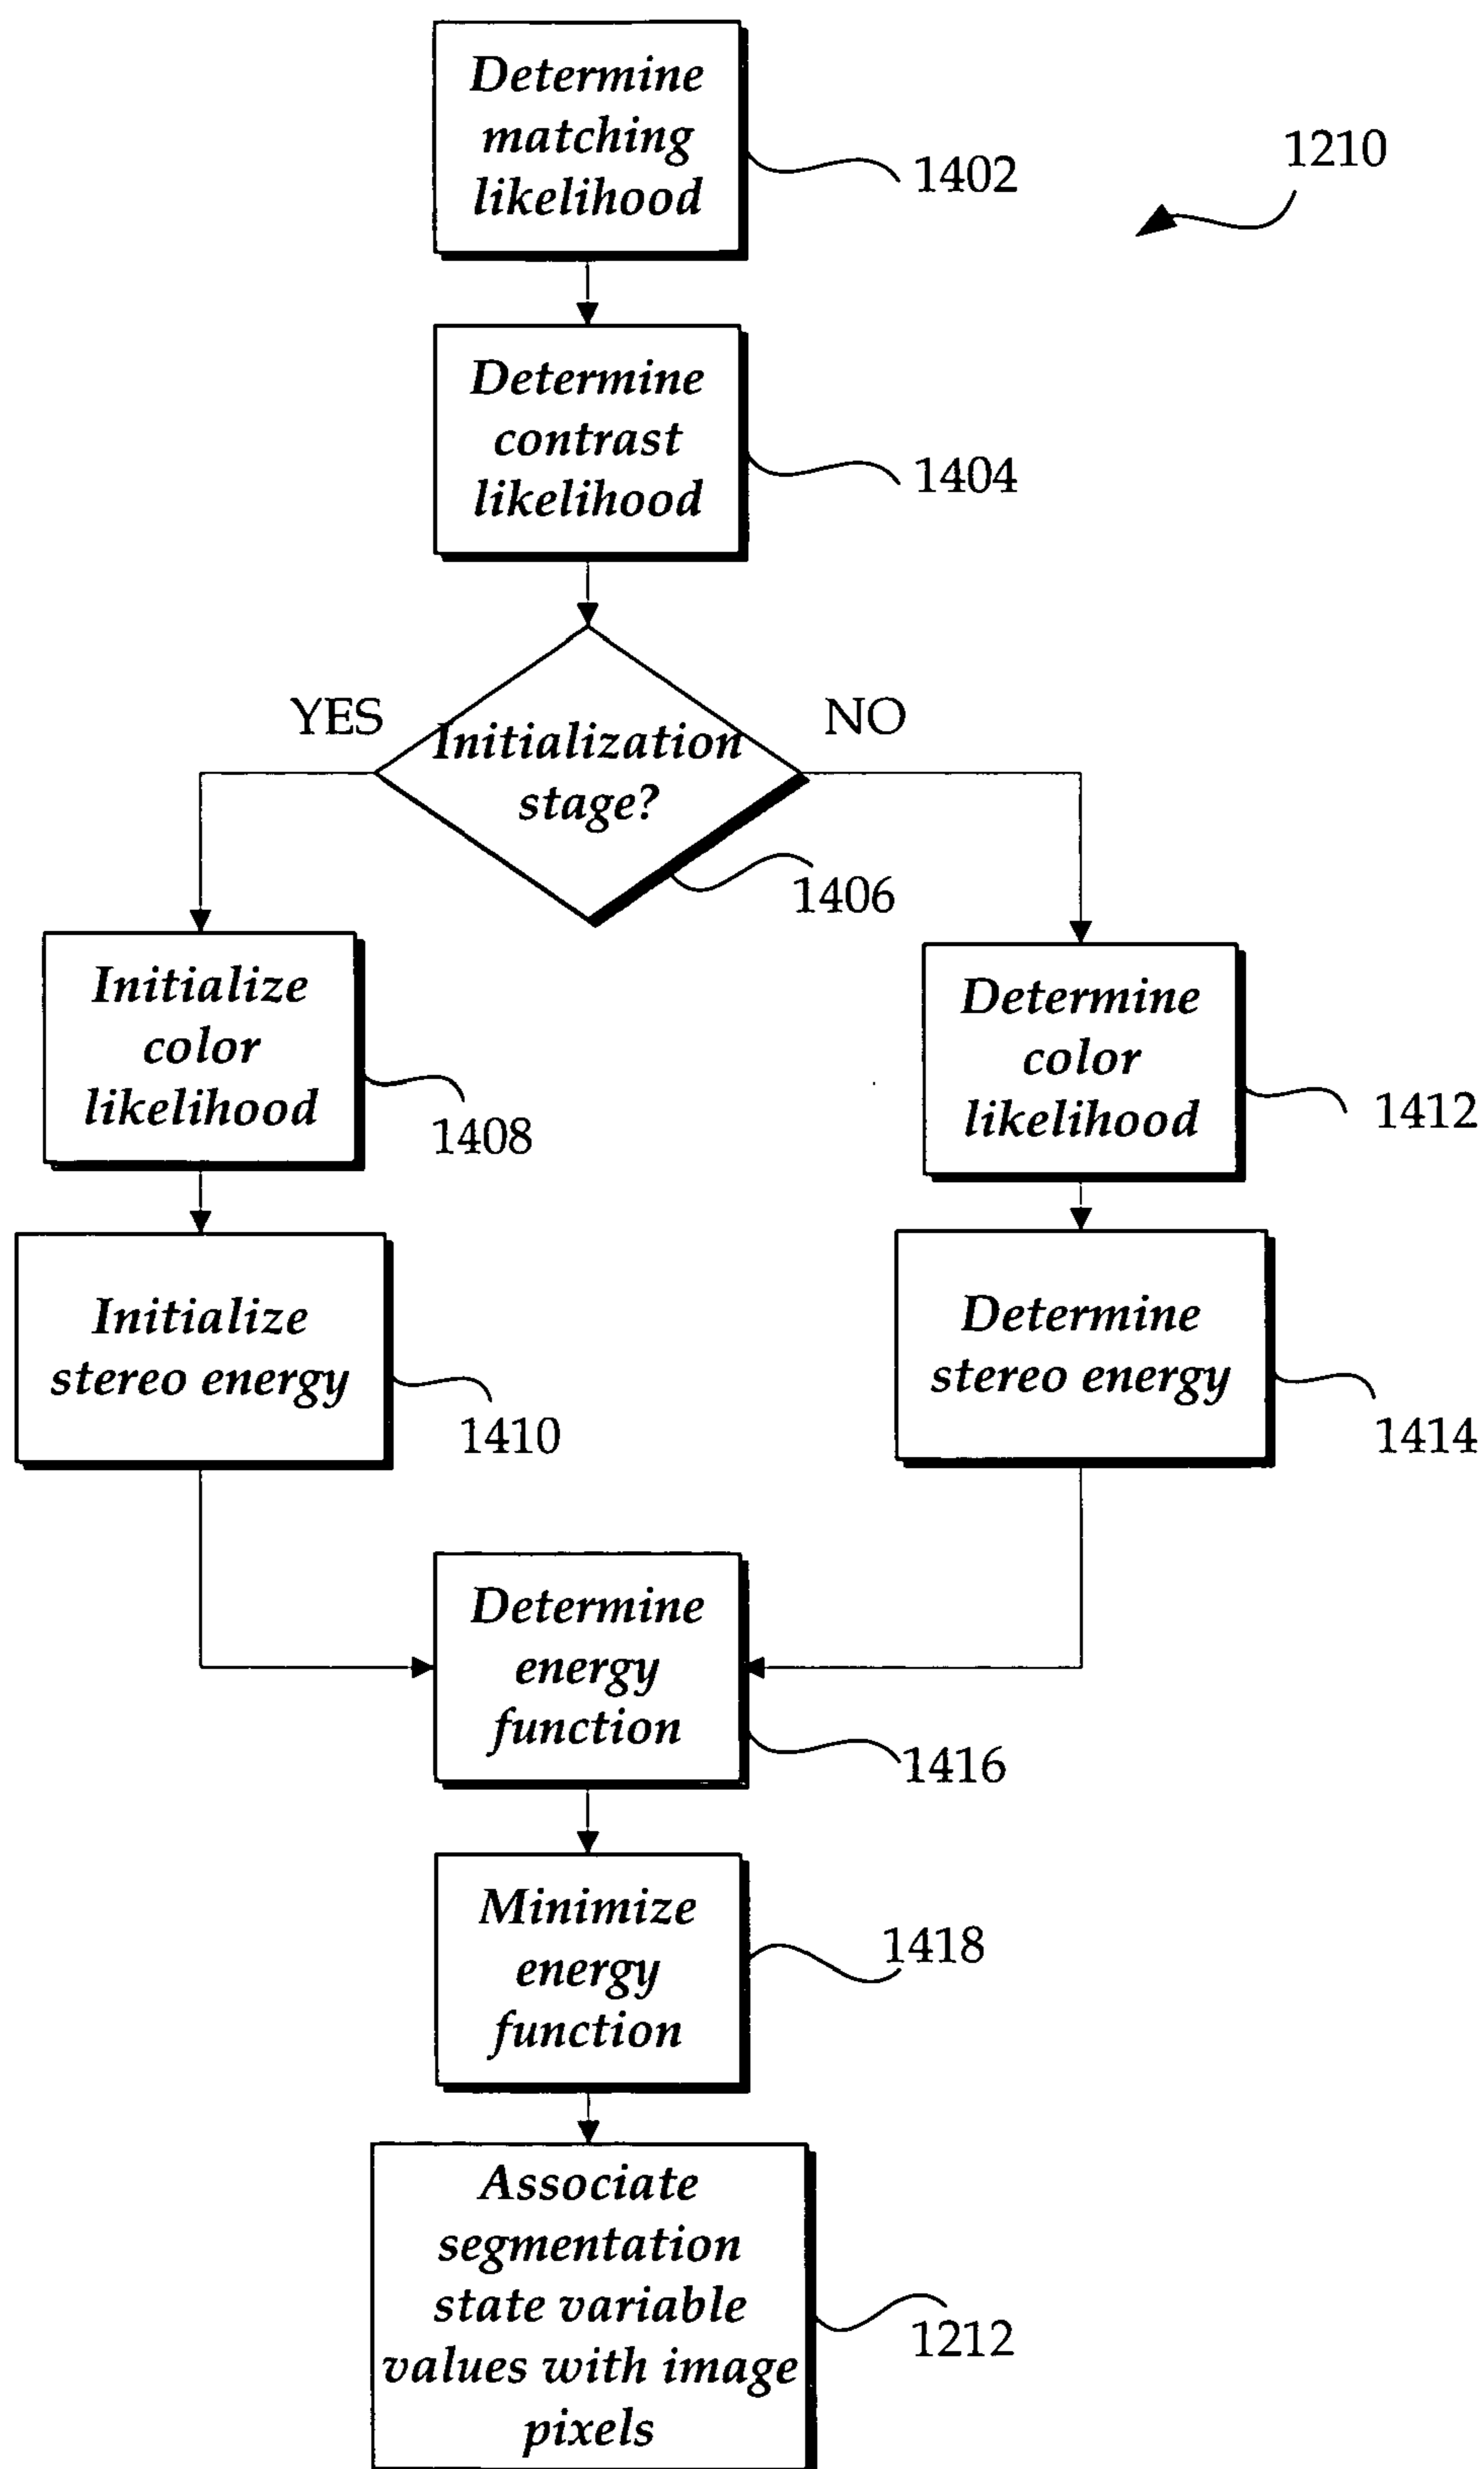 Determine
matching
likelihood
1402
1210
Determine
contrast
likelihood
1404
YES
Initialization
stage?
NO
1406
Initialize
color
likelihood
1408
Determine
color
likelihood
1412
Initialize
stereo energy
1410
Determine
stereo energy
1414
Determine
energy
function
1416
Minimize
energy
function
1418
Associate
segmentation
state variable
values with image
pixels
1212